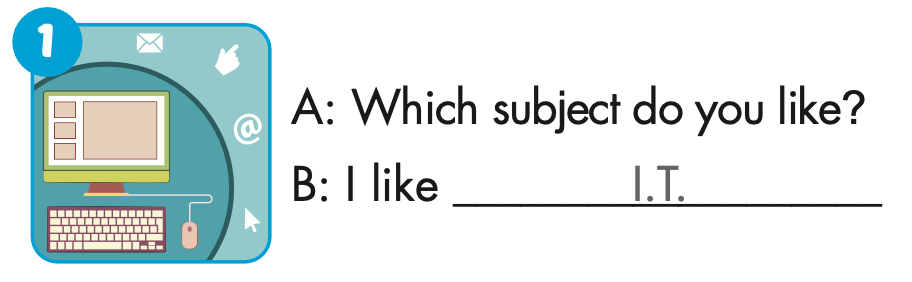 1
A: Which subject do you like?
B: I like I.T.
@